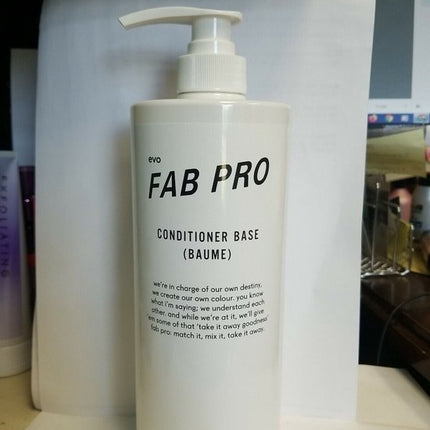 evo
FAB PRO
CONDITIONER BASE
(BAUME)
we're in charge of our own destiny,
we create our own colour. you know
what i'm saying; we understand each
other. and while we're at it, we'll give
'em some of that 'take it away goodness'
fab pro: match it, mix it, take it away.
EXFOLIATING